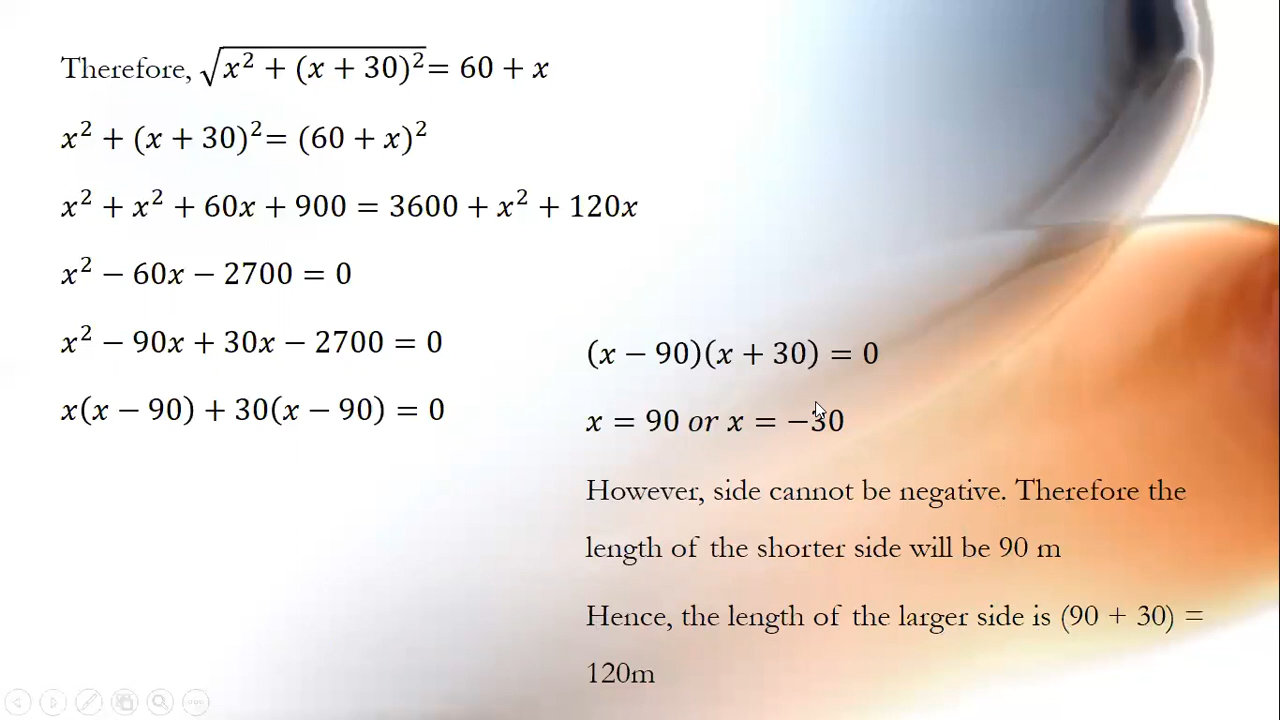 Therefore, √(x² + (x + 30)²) = 60 + x
x² + (x + 30)² = (60 + x)²
x² + x² + 60x + 900 = 3600 + x² + 120x
x² − 60x − 2700 = 0
x² − 90x + 30x − 2700 = 0
x(x − 90) + 30(x − 90) = 0
(x − 90)(x + 30) = 0
x = 90 or x = −30
However, side cannot be negative. Therefore the
length of the shorter side will be 90 m
Hence, the length of the larger side is (90 + 30) =
120m